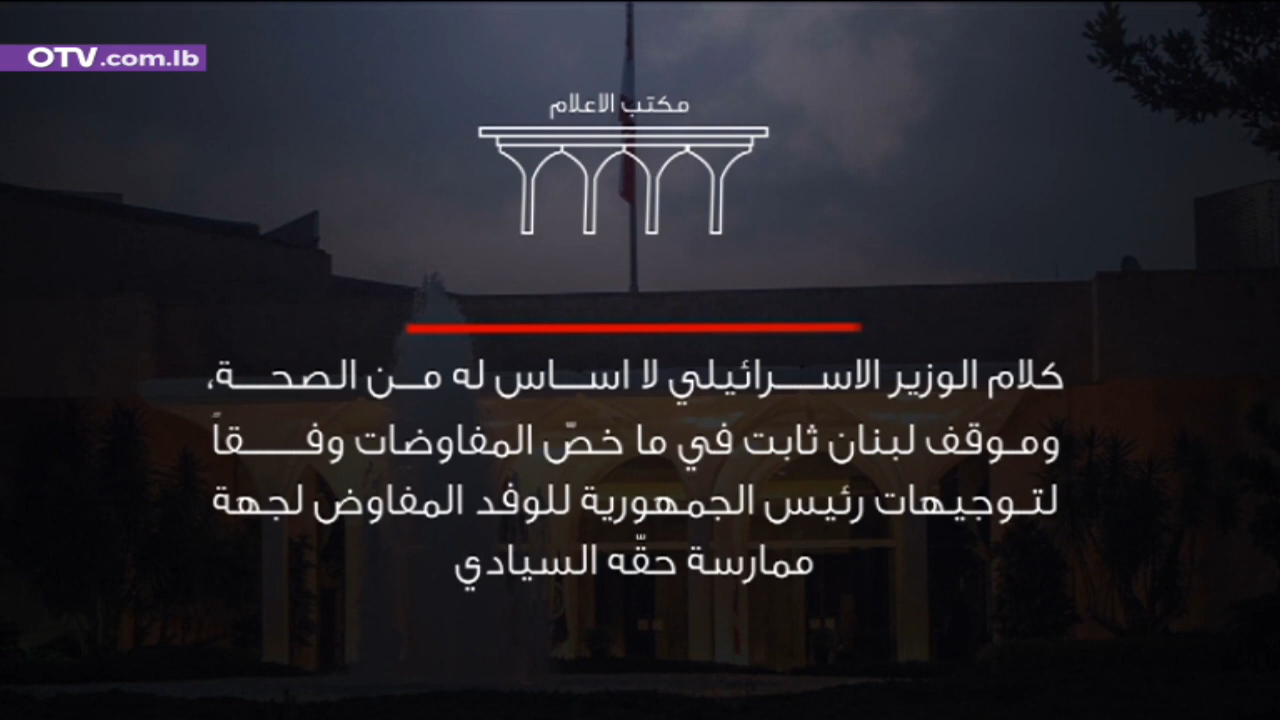 OTV.com.lb
مكتب الاعلام
كلام الوزير الاسرائيلي لا اساس له من الصحة،
وموقف لبنان ثابت في ما خصّ المفاوضات وفقاً
لتوجيهات رئيس الجمهورية للوفد المفاوض لجهة
ممارسة حقّه السيادي